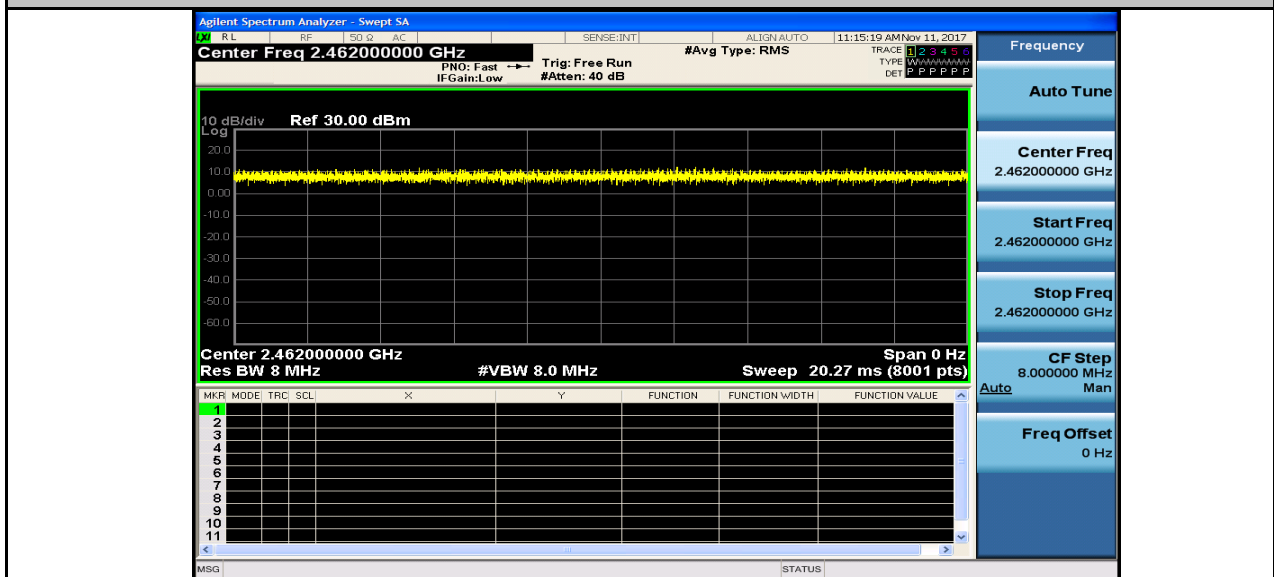 Agilent Spectrum Analyzer - Swept SA
LXI RL RF 50 Ω AC SENSE:INT ALIGN AUTO 11:15:19 AM Nov 11, 2017
Center Freq 2.462000000 GHz
PNO: Fast
IFGain:Low
Trig: Free Run
#Atten: 40 dB
#Avg Type: RMS
TRACE 1 2 3 4 5 6
TYPE WWWWWW
DET P P P P P P
10 dB/div
Log
Ref 30.00 dBm
20.0
10.0
0.00
-10.0
-20.0
-30.0
-40.0
-50.0
-60.0
Center 2.462000000 GHz Span 0 Hz
Res BW 8 MHz #VBW 8.0 MHz Sweep 20.27 ms (8001 pts)
MKR MODE TRC SCL X Y FUNCTION FUNCTION WIDTH FUNCTION VALUE
1
2
3
4
5
6
7
8
9
10
11
MSG STATUS
Frequency
Auto Tune
Center Freq
2.462000000 GHz
Start Freq
2.462000000 GHz
Stop Freq
2.462000000 GHz
CF Step
8.000000 MHz
Auto Man
Freq Offset
0 Hz